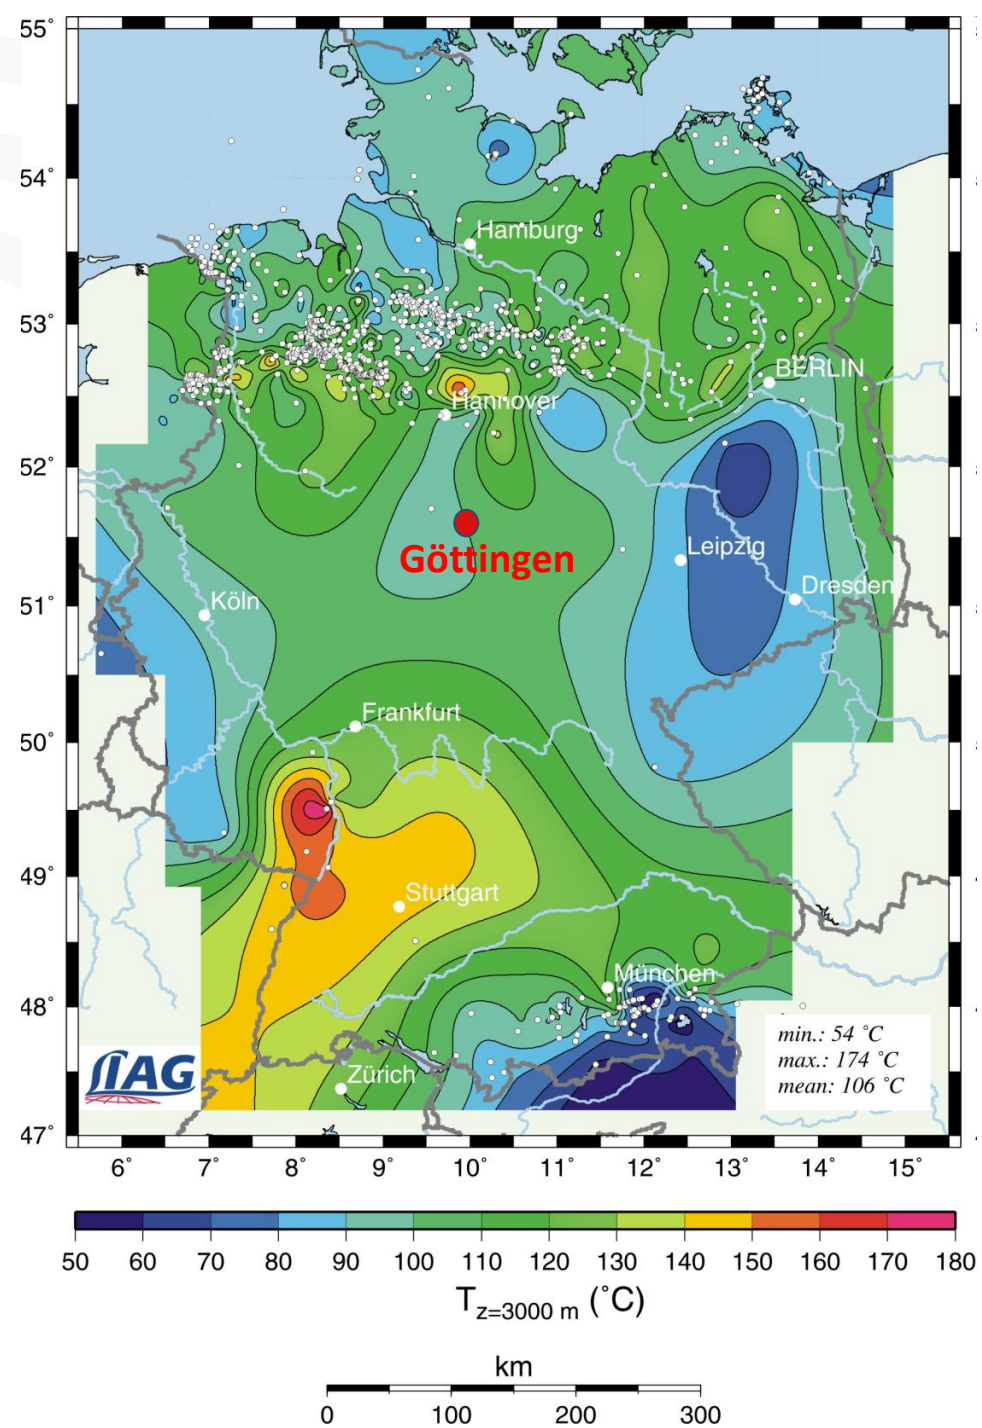 55°
54°
Hamburg
53°
BERLIN
Hannover
52°
Göttingen
Leipzig
51°
Köln
Dresden
Frankfurt
50°
49°
Stuttgart
München
48°
min.: 54 °C
max.: 174 °C
mean: 106 °C
LIAG
Zürich
47°
6° 7° 8° 9° 10° 11° 12° 13° 14° 15°
50 60 70 80 90 100 110 120 130 140 150 160 170 180
T z=3000 m (°C)
km
0 100 200 300